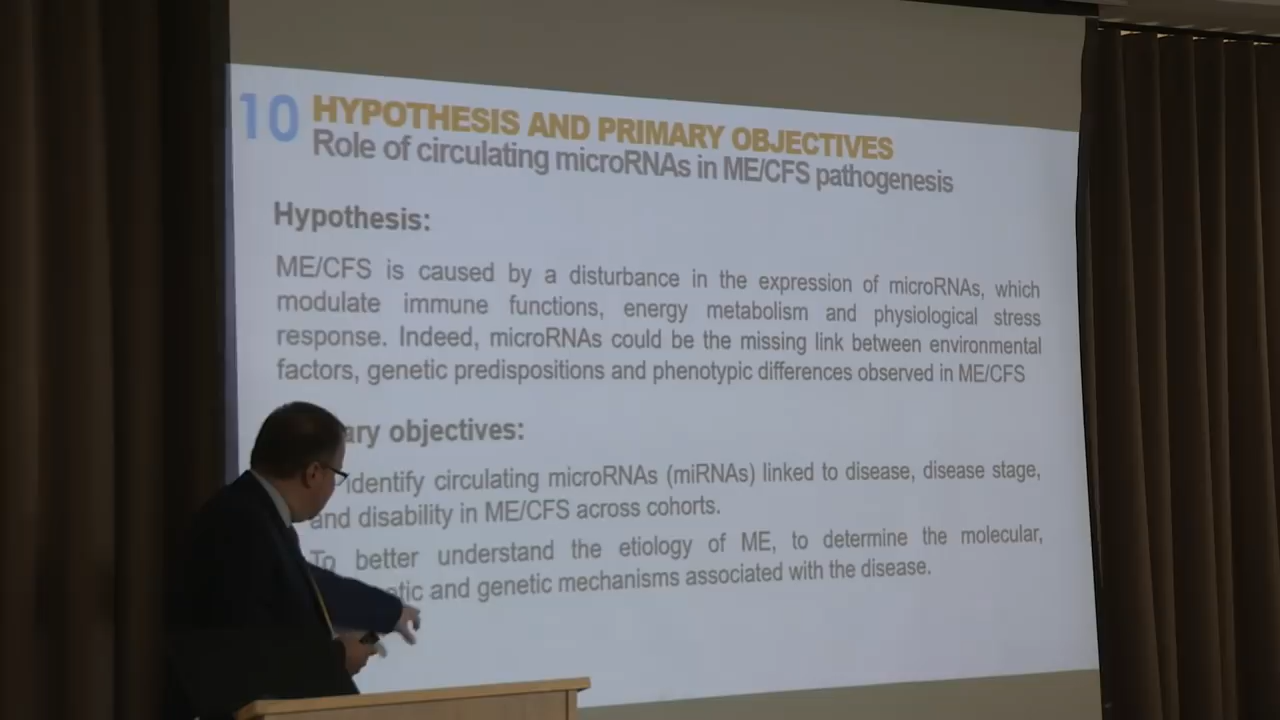 10 HYPOTHESIS AND PRIMARY OBJECTIVES
Role of circulating microRNAs in ME/CFS pathogenesis
Hypothesis:
ME/CFS is caused by a disturbance in the expression of microRNAs, which
modulate immune functions, energy metabolism and physiological stress
response. Indeed, microRNAs could be the missing link between environmental
factors, genetic predispositions and phenotypic differences observed in ME/CFS
ary objectives:
identify circulating microRNAs (miRNAs) linked to disease, disease stage,
and disability in ME/CFS across cohorts.
To better understand the etiology of ME, to determine the molecular,
etic and genetic mechanisms associated with the disease.